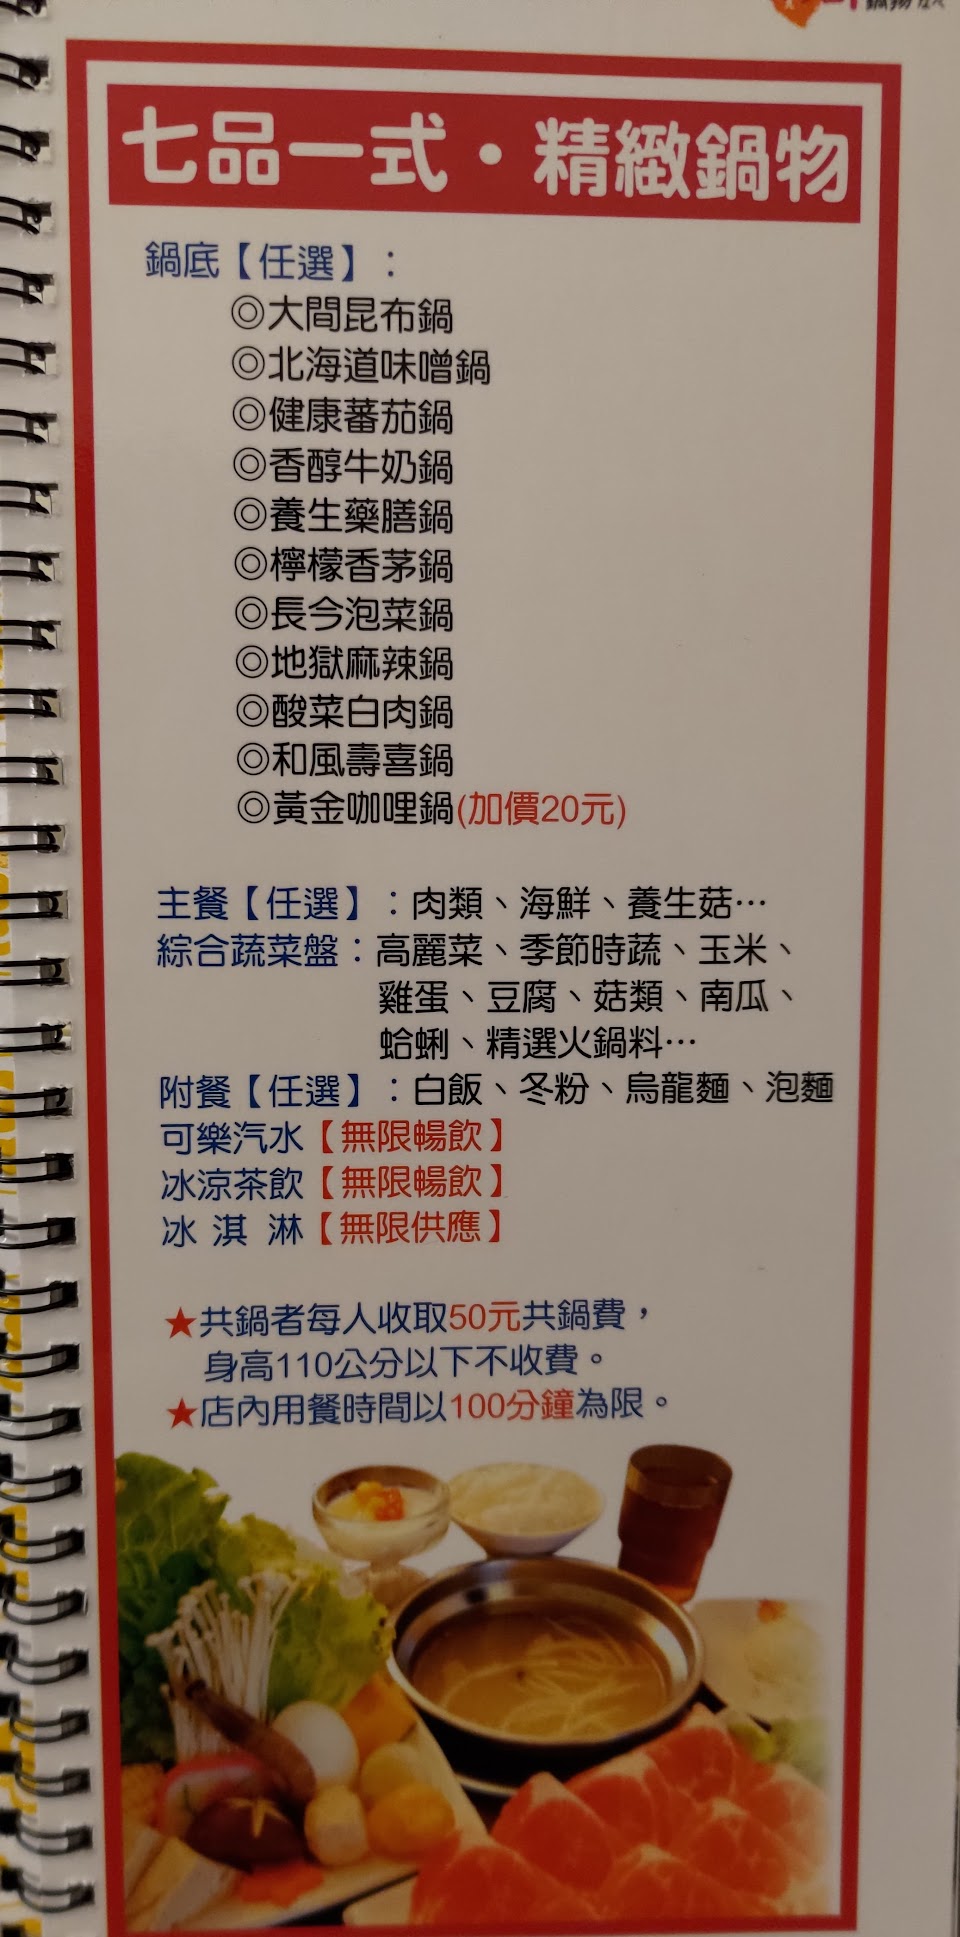 七品一式・精緻鍋物
鍋底【任選】：
◎大間昆布鍋
◎北海道味噌鍋
◎健康蕃茄鍋
◎香醇牛奶鍋
◎養生藥膳鍋
◎檸檬香茅鍋
◎長今泡菜鍋
◎地獄麻辣鍋
◎酸菜白肉鍋
◎和風壽喜鍋
◎黃金咖哩鍋(加價20元)
主餐【任選】：肉類、海鮮、養生菇…
綜合蔬菜盤：高麗菜、季節時蔬、玉米、
雞蛋、豆腐、菇類、南瓜、
蛤蜊、精選火鍋料…
附餐【任選】：白飯、冬粉、烏龍麵、泡麵
可樂汽水【無限暢飲】
冰涼茶飲【無限暢飲】
冰 淇 淋【無限供應】
★共鍋者每人收取50元共鍋費，
身高110公分以下不收費。
★店內用餐時間以100分鐘為限。